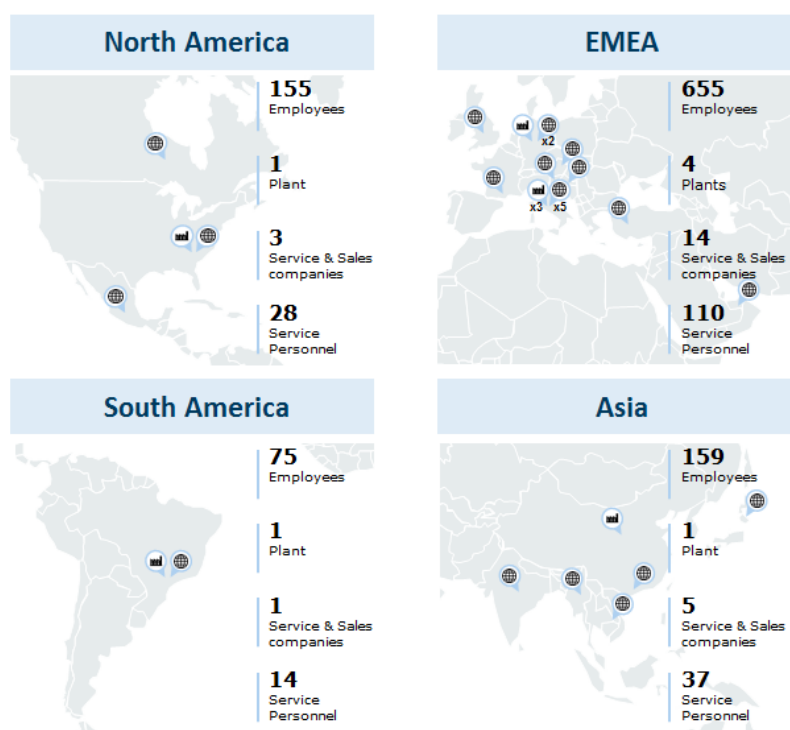 North America
155
Employees
1
Plant
3
Service & Sales
companies
28
Service
Personnel
EMEA
x2
x3 x5
655
Employees
4
Plants
14
Service & Sales
companies
110
Service
Personnel
South America
75
Employees
1
Plant
1
Service & Sales
companies
14
Service
Personnel
Asia
159
Employees
1
Plant
5
Service & Sales
companies
37
Service
Personnel